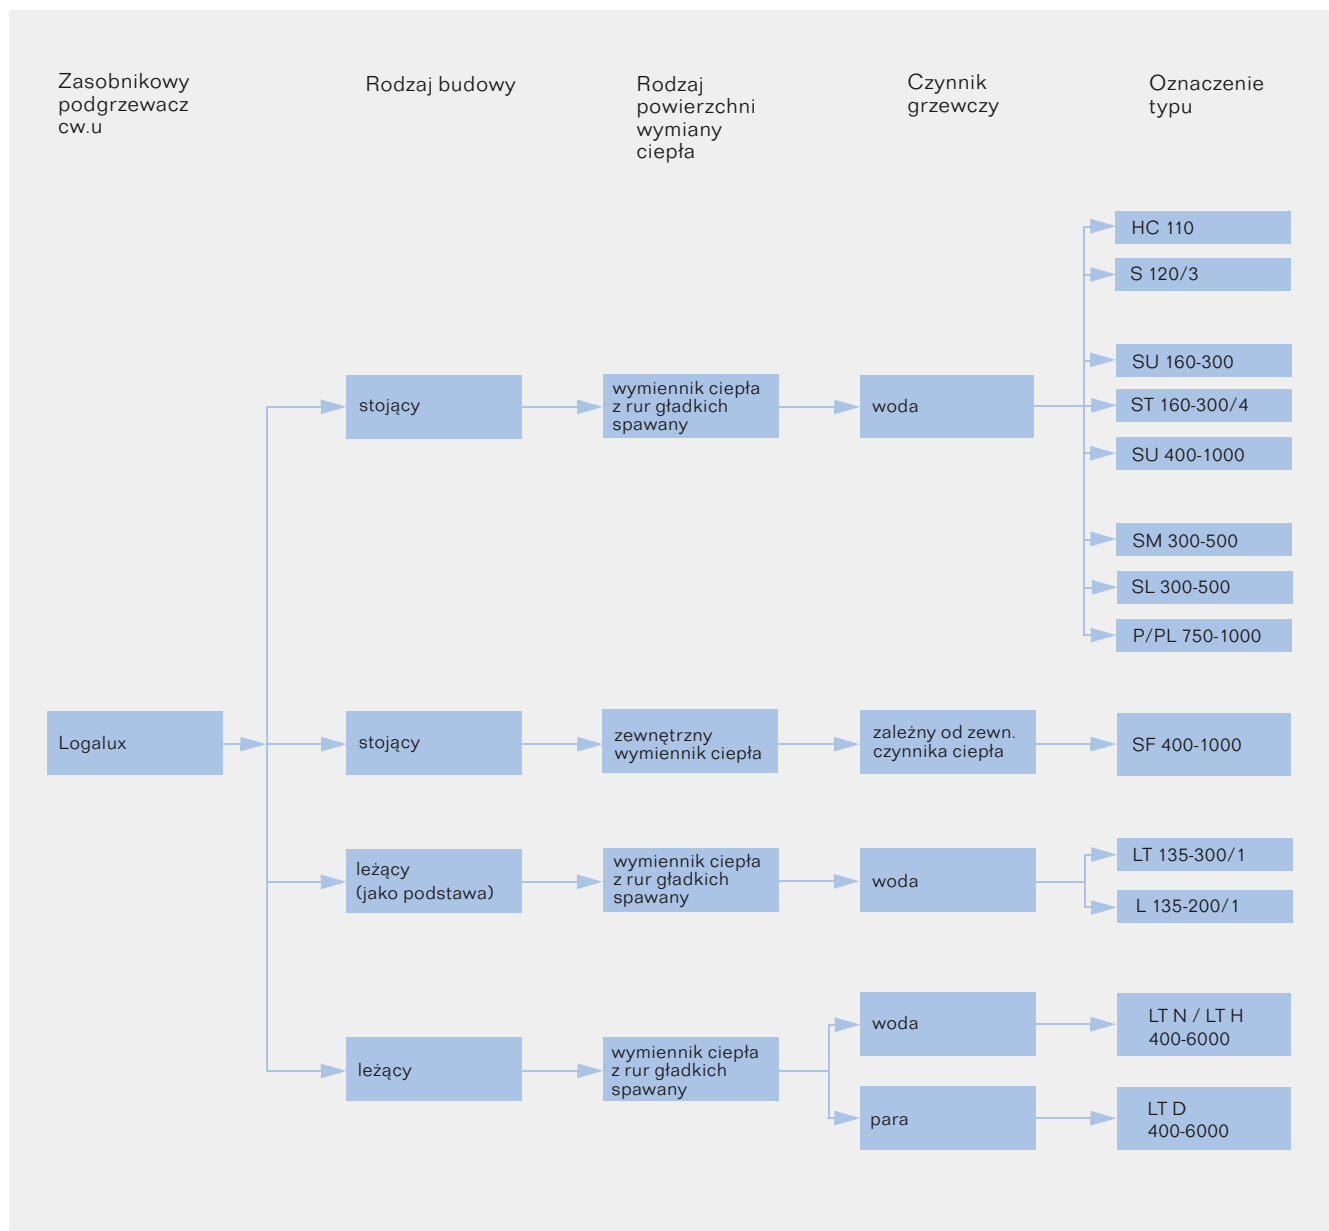 Zasobnikowy
podgrzewacz
cw.u
Rodzaj budowy
Rodzaj
powierzchni
wymiany
ciepła
Czynnik
grzewczy
Oznaczenie
typu
HC 110
S 120/3
SU 160-300
stojący
wymiennik ciepła
z rur gładkich
spawany
woda
ST 160-300/4
SU 400-1000
SM 300-500
SL 300-500
P/PL 750-1000
Logalux
stojący
zewnętrzny
wymiennik ciepła
zależny od zewn.
czynnika ciepła
SF 400-1000
leżący
(jako podstawa)
wymiennik ciepła
z rur gładkich
spawany
woda
LT 135-300/1
L 135-200/1
leżący
wymiennik ciepła
z rur gładkich
spawany
woda
LT N / LT H
400-6000
para
LT D
400-6000